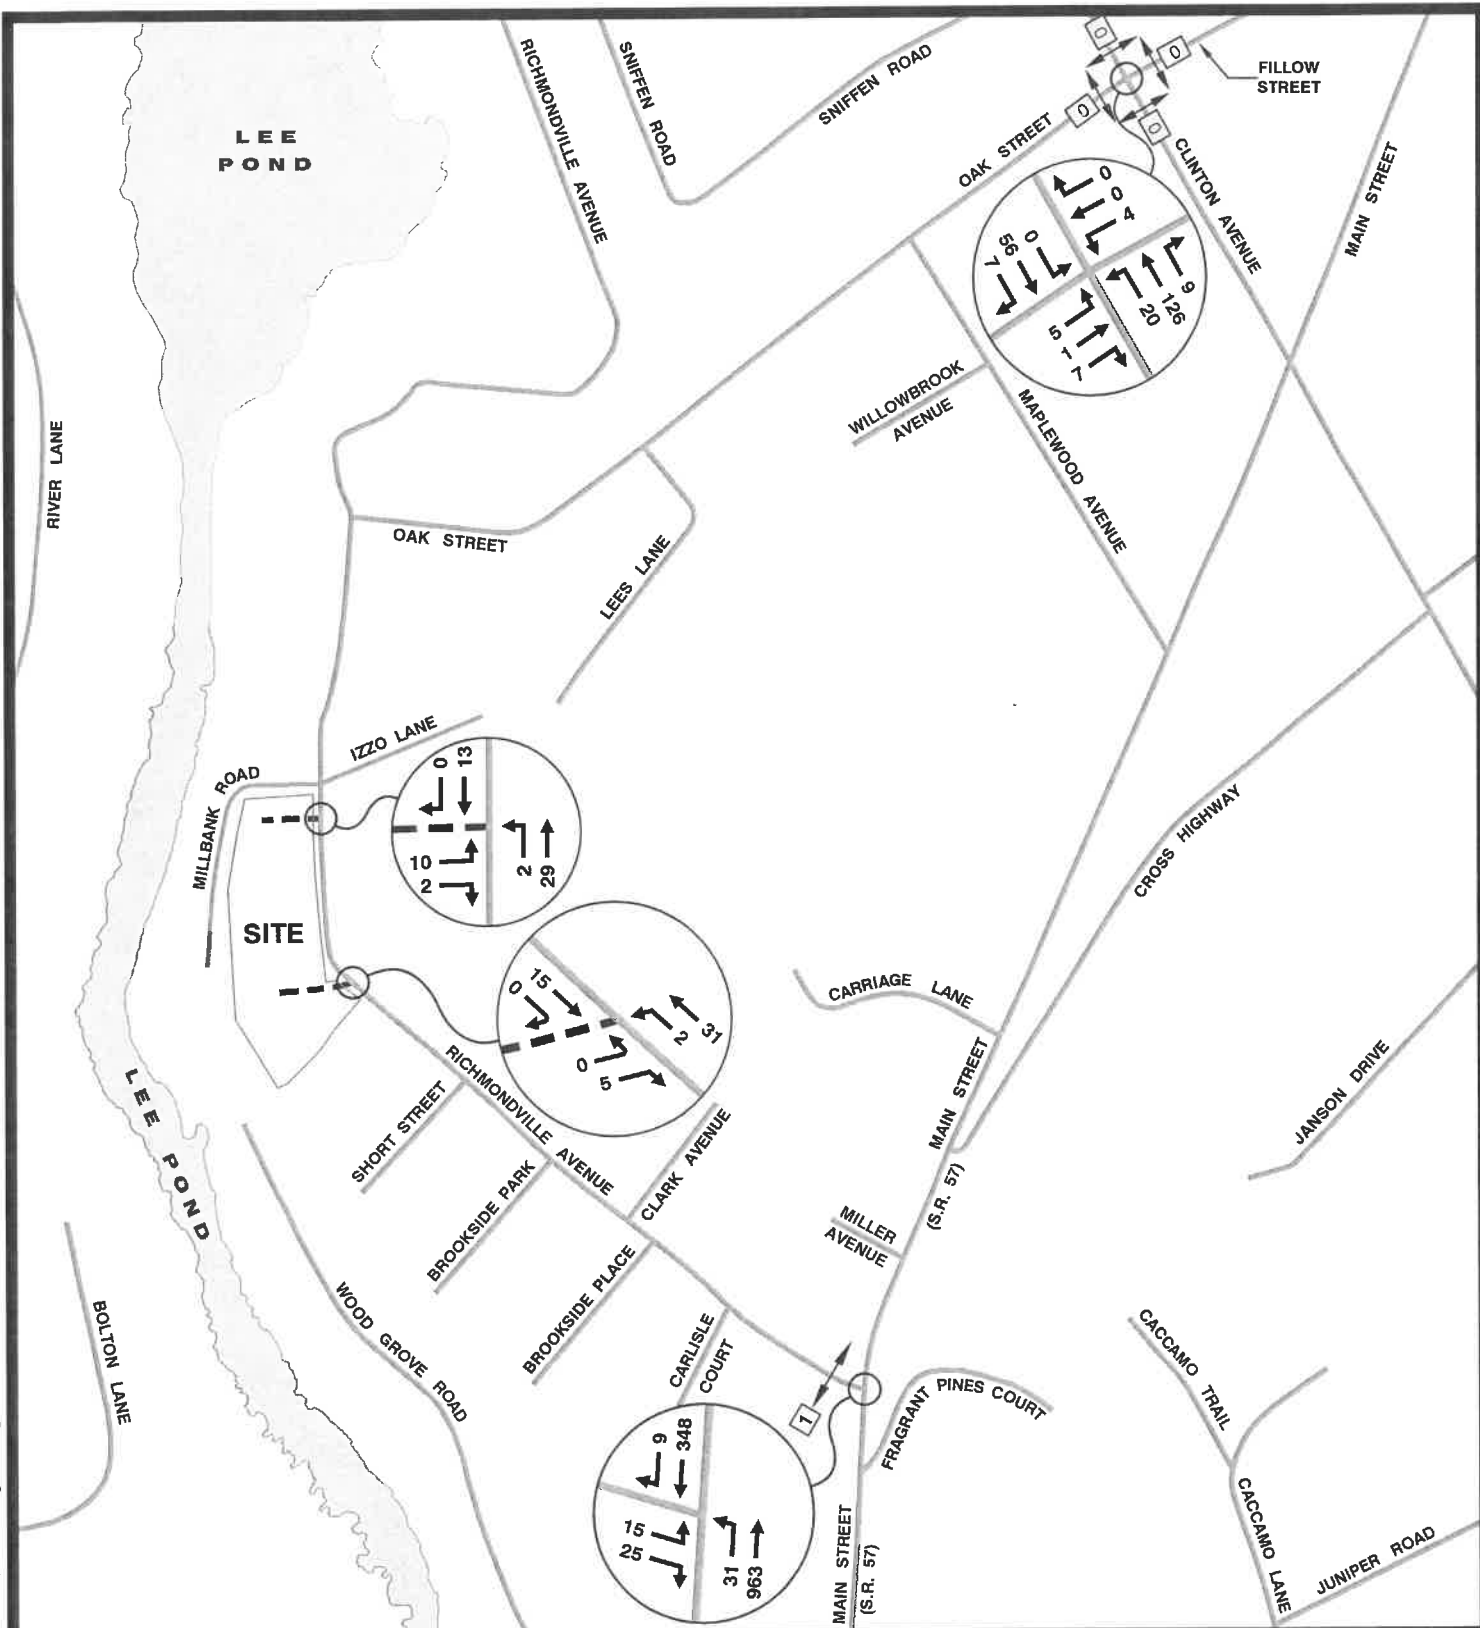 RICHMONDVILLE AVENUE
SNIFFEN ROAD
SNIFFEN ROAD
0
0
FILLOW
STREET
0
0
OAK STREET
CLINTON AVENUE
MAIN STREET
LEE
POND
0
0
4
56
0
7
9
126
20
5
1
7
WILLOWBROOK
AVENUE
MAPLEWOOD AVENUE
RIVER LANE
OAK STREET
LEES LANE
IZZO LANE
MILLBANK ROAD
0
13
10
2
2
29
CROSS HIGHWAY
SITE
15
0
31
2
0
5
CARRIAGE LANE
MAIN STREET
(S.R. 57)
JANSON DRIVE
LEE POND
RICHMONDVILLE AVENUE
SHORT STREET
BROOKSIDE PARK
CLARK AVENUE
MILLER
AVENUE
BROOKSIDE PLACE
BOLTON LANE
WOOD GROVE ROAD
CARLISLE
COURT
1
FRAGRANT PINES COURT
CACCAMO TRAIL
9
348
15
25
31
963
MAIN STREET
(S.R. 57)
CACCAMO LANE
JUNIPER ROAD